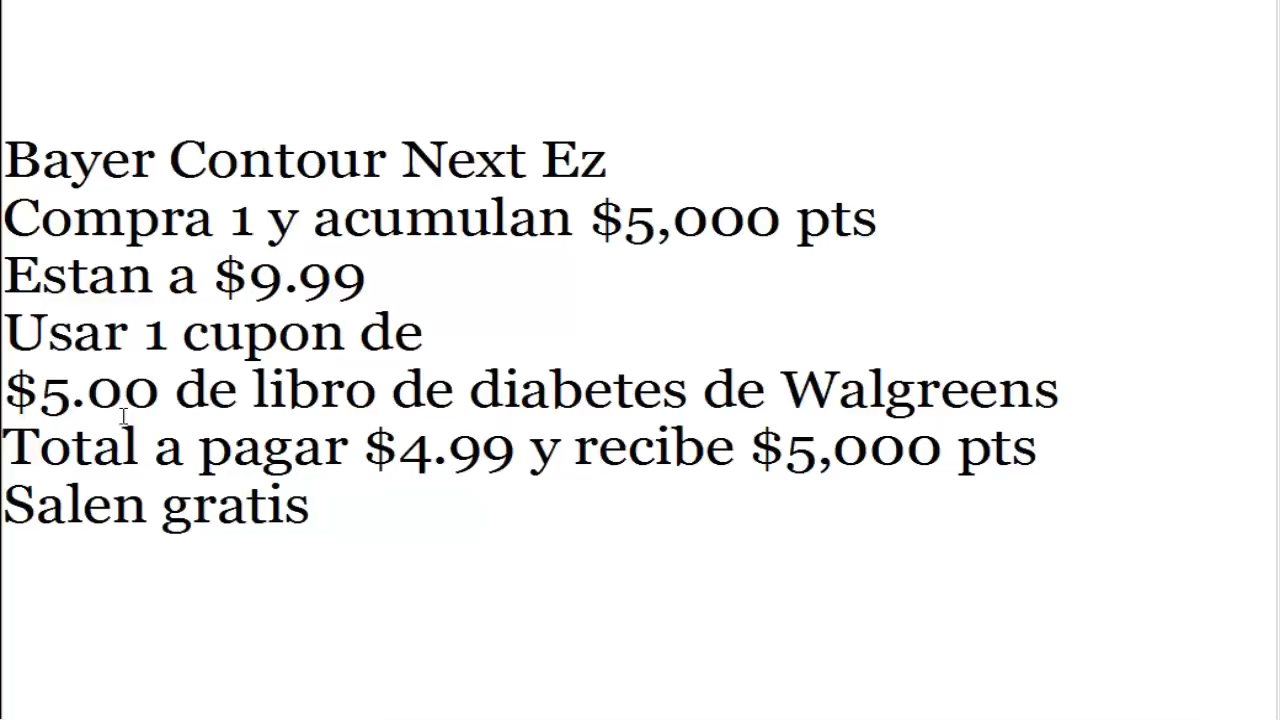 Bayer Contour Next Ez
Compra 1 y acumulan $5,000 pts
Estan a $9.99
Usar 1 cupon de
$5.00 de libro de diabetes de Walgreens
Total a pagar $4.99 y recibe $5,000 pts
Salen gratis